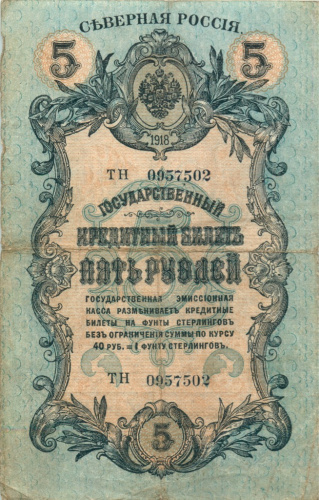 СѢВЕРНАЯ РОССІЯ.
5 5
1918
ТН 0957502
ГОСУДАРСТВЕННЫЙ
КРЕДИТНЫЙ БИЛЕТЪ
ПЯТЬ РУБЛЕЙ
ГОСУДАРСТВЕННАЯ ЭМИССІОННАЯ
КАССА РАЗМѢНИВАЕТЪ КРЕДИТНЫЕ
БИЛЕТЫ НА ФУНТЫ СТЕРЛИНГОВЪ
БЕЗЪ ОГРАНИЧЕНІЯ СУММЫ ПО КУРСУ
40 РУБ. = 1 ФУНТУ СТЕРЛИНГОВЪ.
ТН 0957502
5